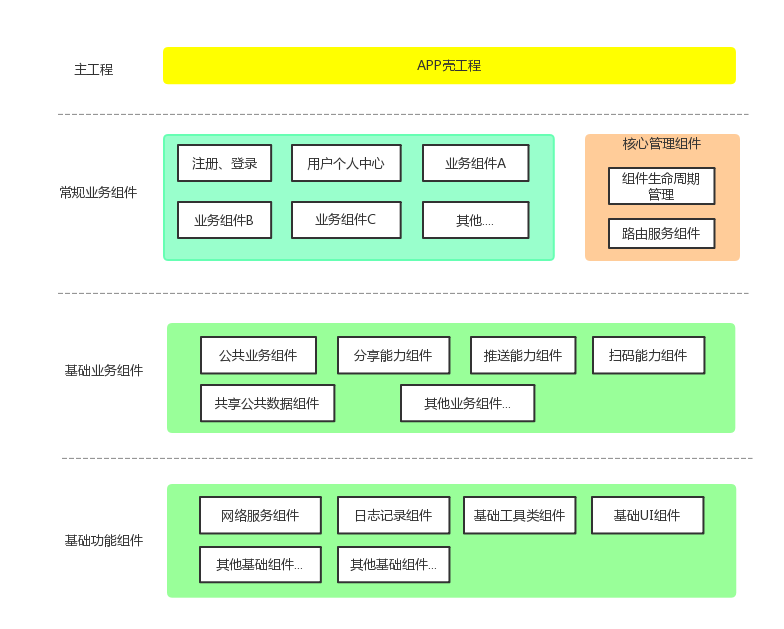 主工程
APP壳工程
常规业务组件
注册、登录
用户个人中心
业务组件A
业务组件B
业务组件C
其他....
核心管理组件
组件生命周期
管理
路由服务组件
基础业务组件
公共业务组件
分享能力组件
推送能力组件
扫码能力组件
共享公共数据组件
其他业务组件...
基础功能组件
网络服务组件
日志记录组件
基础工具类组件
基础UI组件
其他基础组件...
其他基础组件...